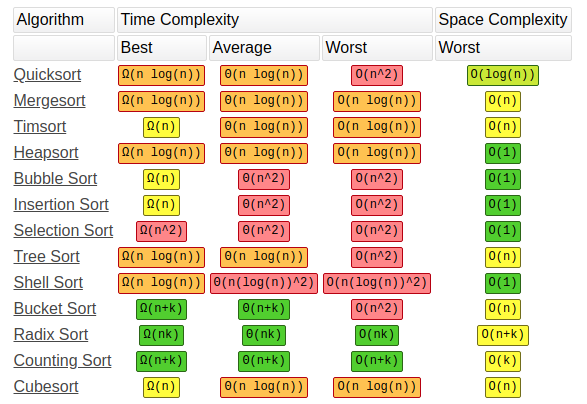 Algorithm Time Complexity Space Complexity
Best Average Worst Worst
Quicksort Ω(n log(n)) Θ(n log(n)) O(n^2) O(log(n))
Mergesort Ω(n log(n)) Θ(n log(n)) O(n log(n)) O(n)
Timsort Ω(n) Θ(n log(n)) O(n log(n)) O(n)
Heapsort Ω(n log(n)) Θ(n log(n)) O(n log(n)) O(1)
Bubble Sort Ω(n) Θ(n^2) O(n^2) O(1)
Insertion Sort Ω(n) Θ(n^2) O(n^2) O(1)
Selection Sort Ω(n^2) Θ(n^2) O(n^2) O(1)
Tree Sort Ω(n log(n)) Θ(n log(n)) O(n^2) O(n)
Shell Sort Ω(n log(n)) Θ(n(log(n))^2) O(n(log(n))^2) O(1)
Bucket Sort Ω(n+k) Θ(n+k) O(n^2) O(n)
Radix Sort Ω(nk) Θ(nk) O(nk) O(n+k)
Counting Sort Ω(n+k) Θ(n+k) O(n+k) O(k)
Cubesort Ω(n) Θ(n log(n)) O(n log(n)) O(n)